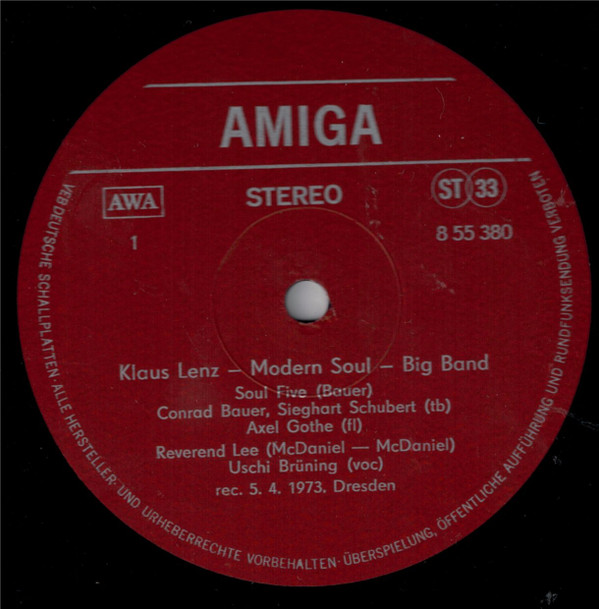 AMIGA
AWA
STEREO
ST 33
1
8 55 380
Klaus Lenz – Modern Soul – Big Band
Soul Five (Bauer)
Conrad Bauer, Sieghart Schubert (tb)
Axel Gothe (fl)
Reverend Lee (McDaniel — McDaniel)
Uschi Brüning (voc)
rec. 5. 4. 1973. Dresden
VEB DEUTSCHE SCHALLPLATTEN · ALLE HERSTELLER- UND URHEBERRECHTE VORBEHALTEN · ÜBERSPIELUNG, ÖFFENTLICHE AUFFÜHRUNG UND RUNDFUNKSENDUNG VERBOTEN